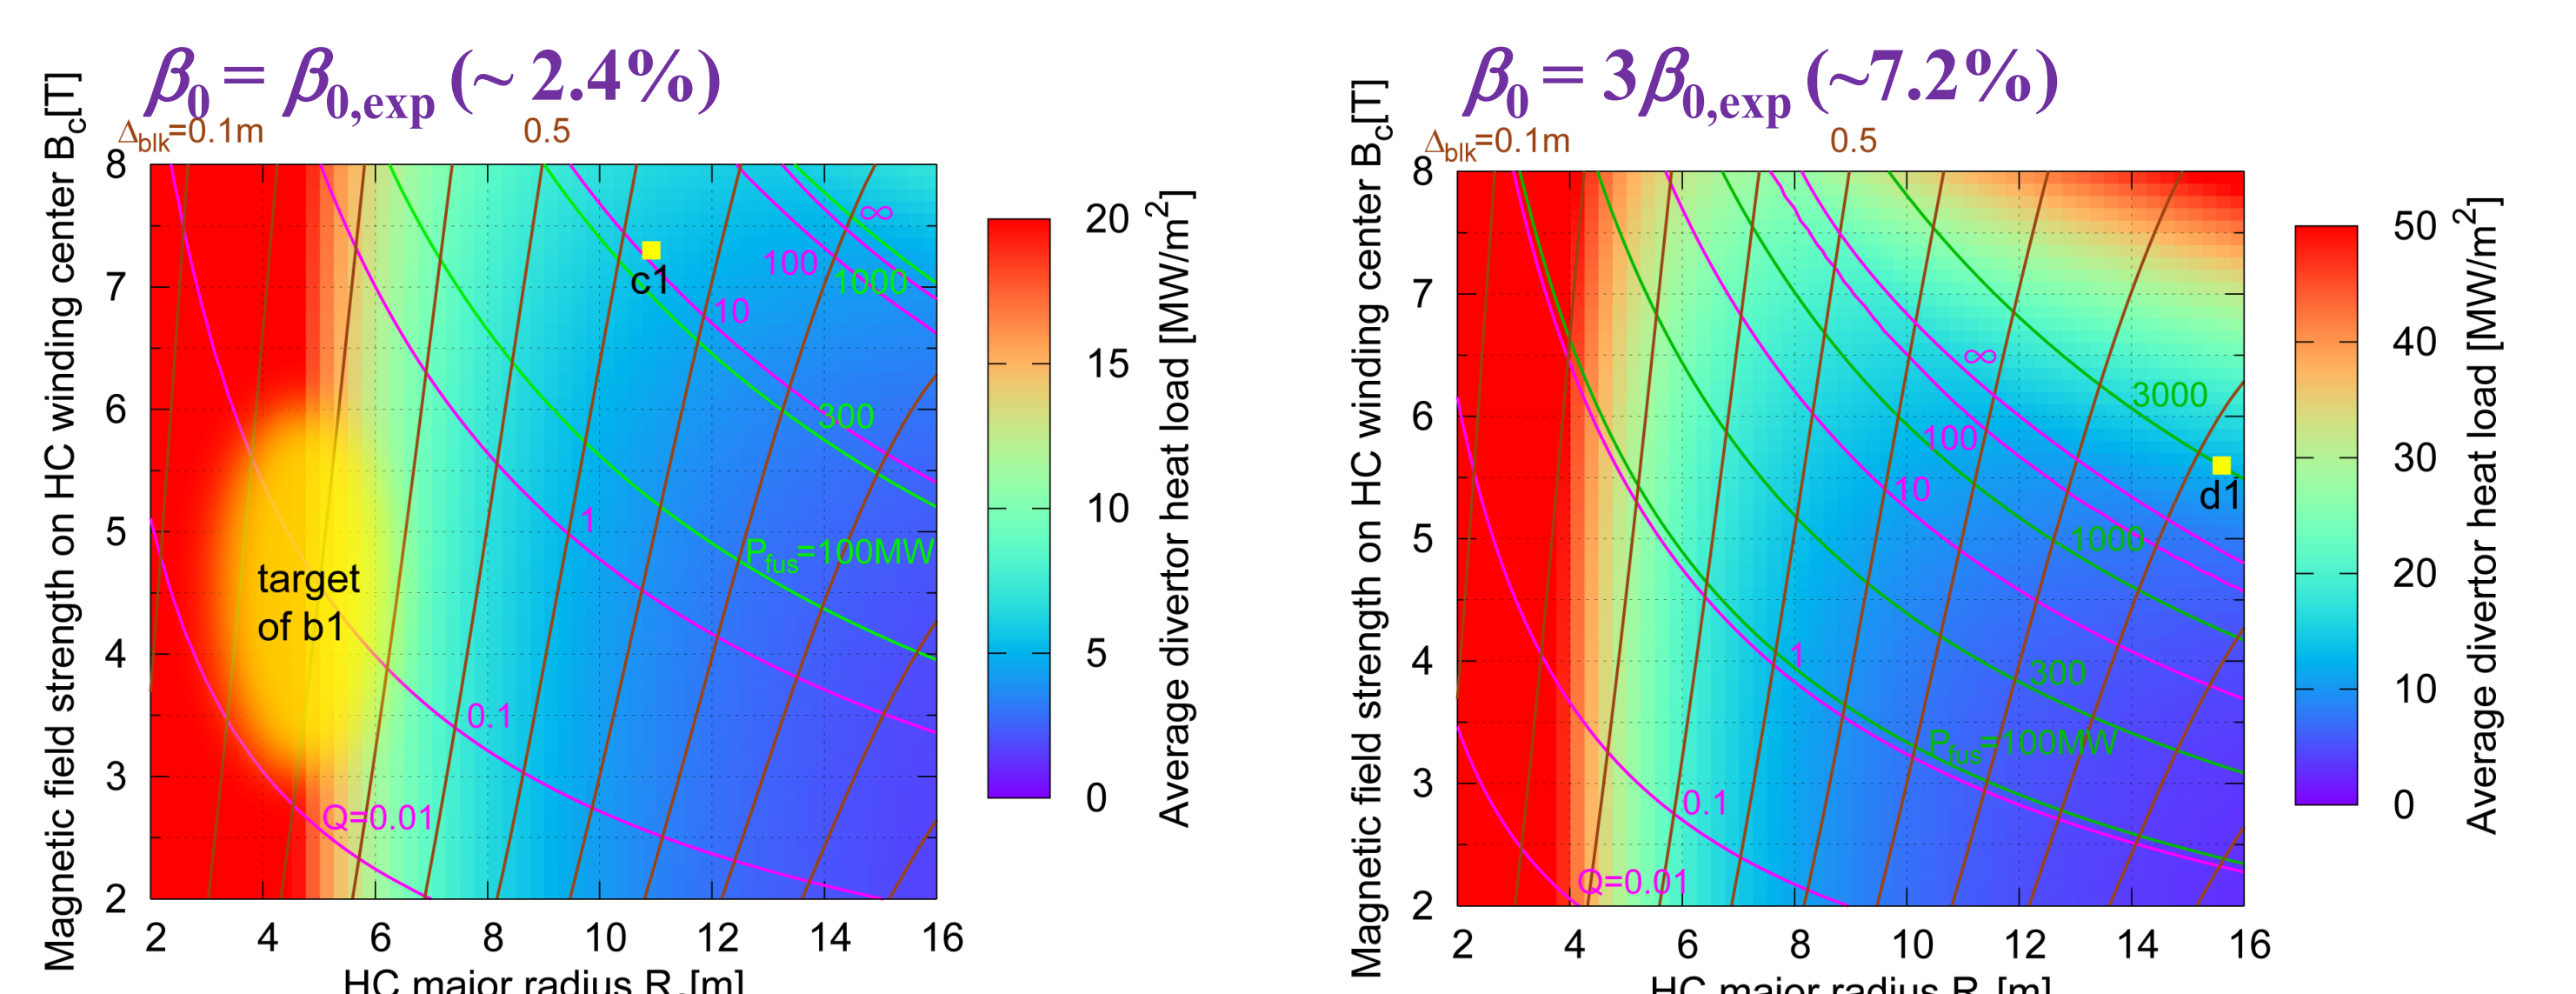 β0 = β0,exp (~ 2.4%)
Δblk=0.1m
0.5
Magnetic field strength on HC winding center Bc[T]
8
7
6
5
4
3
2
∞
100
1000
c1
10
300
1
Pfus=100MW
target
of b1
0.1
Q=0.01
2 4 6 8 10 12 14 16
20
15
10
5
0
Average divertor heat load [MW/m2]
β0 = 3β0,exp (~7.2%)
Δblk=0.1m
0.5
Magnetic field strength on HC winding center Bc[T]
8
7
6
5
4
3
2
∞
3000
100
10
d1
1000
1
300
Pfus=100MW
0.1
Q=0.01
2 4 6 8 10 12 14 16
50
40
30
20
10
0
Average divertor heat load [MW/m2]
HC major radius R [m]
HC major radius R [m]